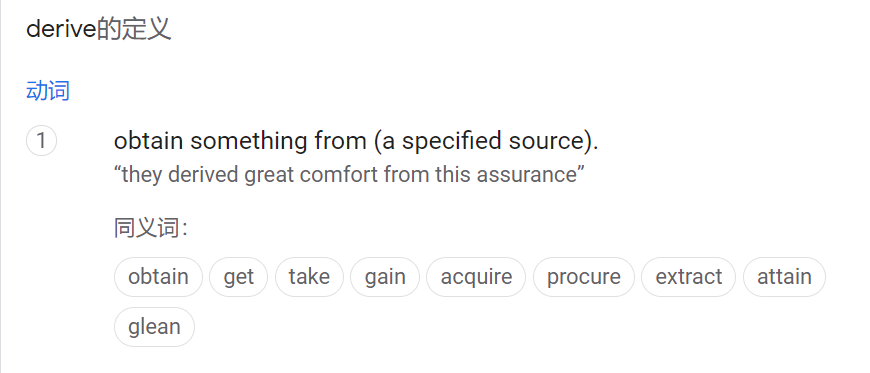 derive的定义
动词
1 obtain something from (a specified source).
“they derived great comfort from this assurance”
同义词：
obtain get take gain acquire procure extract attain
glean